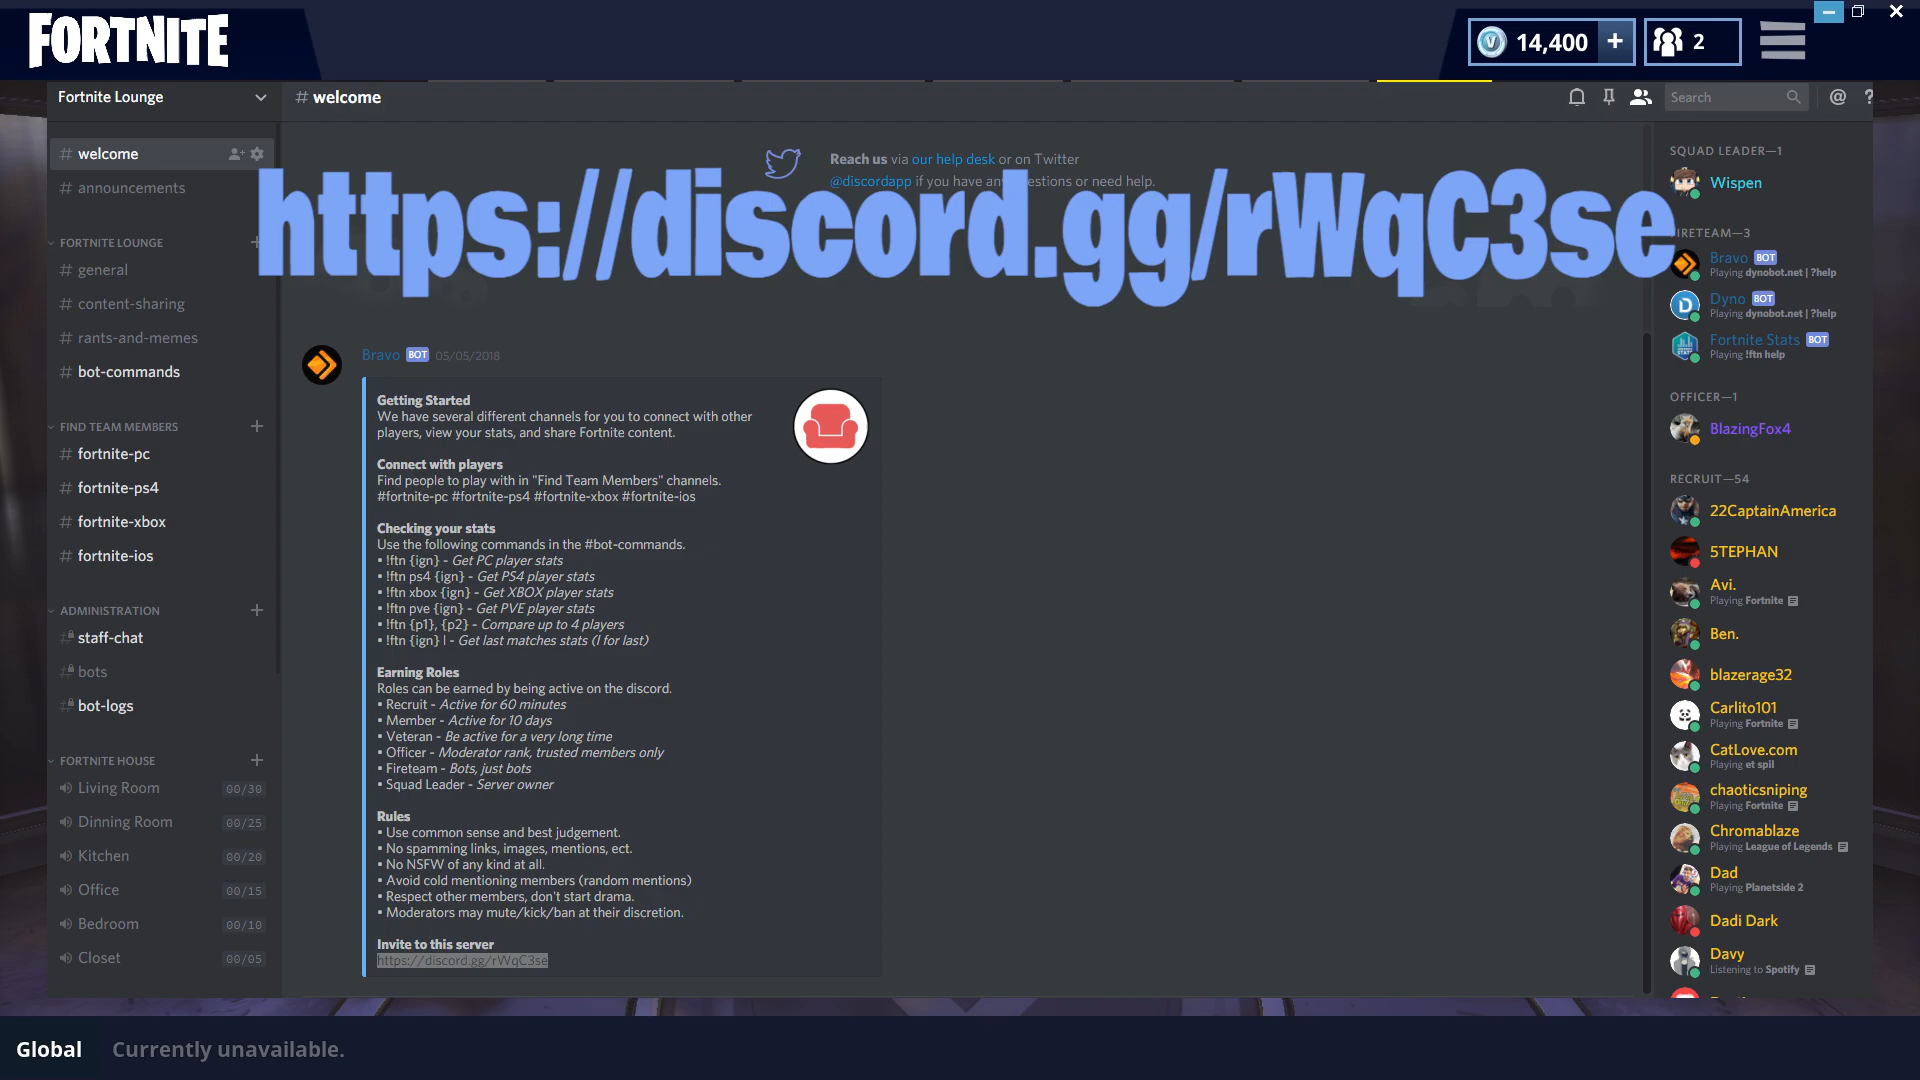 FORTNITE
14,400 +
2
Fortnite Lounge
# welcome
Search
@ ?
# welcome
# announcements
FORTNITE LOUNGE +
# general
# content-sharing
# rants-and-memes
# bot-commands
FIND TEAM MEMBERS +
# fortnite-pc
# fortnite-ps4
# fortnite-xbox
# fortnite-ios
ADMINISTRATION +
staff-chat
bots
bot-logs
FORTNITE HOUSE +
Living Room 00/30
Dinning Room 00/25
Kitchen 00/20
Office 00/15
Bedroom 00/10
Closet 00/05
Reach us via our help desk or on Twitter
@discordapp if you have any questions or need help.
https://discord.gg/rWqC3se
Bravo BOT 05/05/2018
Getting Started
We have several different channels for you to connect with other
players, view your stats, and share Fortnite content.
Connect with players
Find people to play with in "Find Team Members" channels.
#fortnite-pc #fortnite-ps4 #fortnite-xbox #fortnite-ios
Checking your stats
Use the following commands in the #bot-commands.
• !ftn {ign} - Get PC player stats
• !ftn ps4 {ign} - Get PS4 player stats
• !ftn xbox {ign} - Get XBOX player stats
• !ftn pve {ign} - Get PVE player stats
• !ftn {p1}, {p2} - Compare up to 4 players
• !ftn {ign} l - Get last matches stats (l for last)
Earning Roles
Roles can be earned by being active on the discord.
• Recruit - Active for 60 minutes
• Member - Active for 10 days
• Veteran - Be active for a very long time
• Officer - Moderator rank, trusted members only
• Fireteam - Bots, just bots
• Squad Leader - Server owner
Rules
• Use common sense and best judgement.
• No spamming links, images, mentions, ect.
• No NSFW of any kind at all.
• Avoid cold mentioning members (random mentions)
• Respect other members, don't start drama.
• Moderators may mute/kick/ban at their discretion.
Invite to this server
https://discord.gg/rWqC3se
SQUAD LEADER—1
Wispen
FIRETEAM—3
Bravo BOT
Playing dynobot.net | ?help
Dyno BOT
Playing dynobot.net | ?help
Fortnite Stats BOT
Playing !ftn help
OFFICER—1
BlazingFox4
RECRUIT—54
22CaptainAmerica
5TEPHAN
Avi.
Playing Fortnite
Ben.
blazerage32
Carlito101
Playing Fortnite
CatLove.com
Playing et spil
chaoticsniping
Playing Fortnite
Chromablaze
Playing League of Legends
Dad
Playing Planetside 2
Dadi Dark
Davy
Listening to Spotify
Global Currently unavailable.